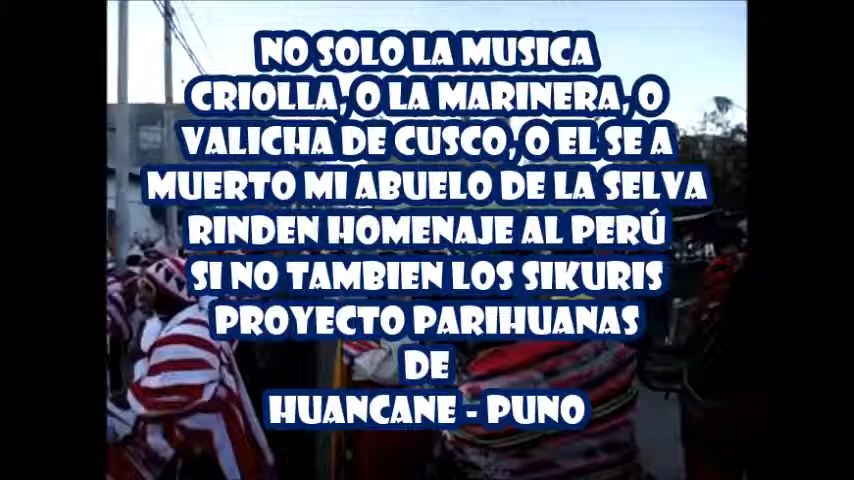 NO SOLO LA MUSICA
CRIOLLA, O LA MARINERA, O
VALICHA DE CUSCO, O EL SE A
MUERTO MI ABUELO DE LA SELVA
RINDEN HOMENAJE AL PERÚ
SI NO TAMBIEN LOS SIKURIS
PROYECTO PARIHUANAS
DE
HUANCANE - PUNO